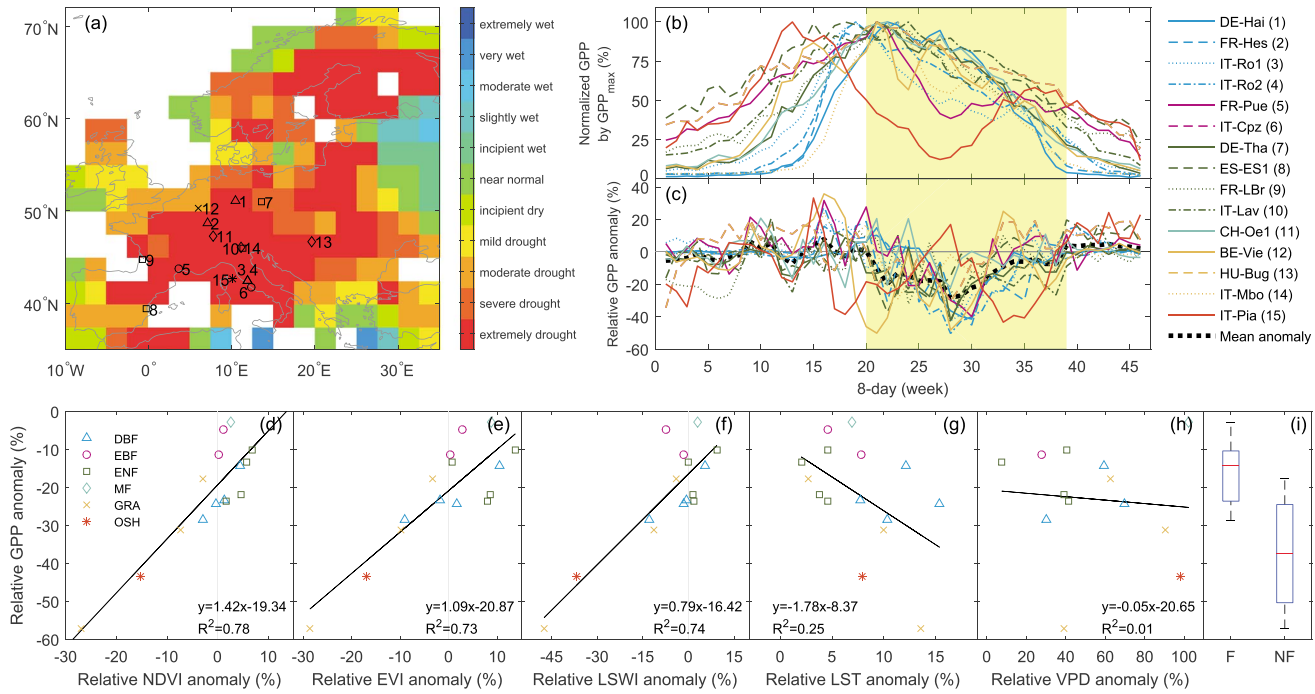 (a)
72°N
60°N
50°N
40°N
10°W
0°
10°E
20°E
30°E
1
7
12
2
11
10
14
13
9
5
3
4
15
6
8
extremely wet
very wet
moderate wet
slightly wet
incipient wet
near normal
incipient dry
mild drought
moderate drought
severe drought
extremely drought
(b)
Normalized GPP
by GPPmax (%)
100
75
50
25
0
(c)
Relative GPP anomaly (%)
40
20
0
-20
-40
-60
0 5 10 15 20 25 30 35 40 45
8-day (week)
DE-Hai (1)
FR-Hes (2)
IT-Ro1 (3)
IT-Ro2 (4)
FR-Pue (5)
IT-Cpz (6)
DE-Tha (7)
ES-ES1 (8)
FR-LBr (9)
IT-Lav (10)
CH-Oe1 (11)
BE-Vie (12)
HU-Bug (13)
IT-Mbo (14)
IT-Pia (15)
Mean anomaly
Relative GPP anomaly (%)
0
-10
-20
-30
-40
-50
-60
(d)
DBF
EBF
ENF
MF
GRA
OSH
y=1.42x-19.34
R²=0.78
-30 -20 -10 0 10
Relative NDVI anomaly (%)
(e)
y=1.09x-20.87
R²=0.73
-30 -20 -10 0 10
Relative EVI anomaly (%)
(f)
y=0.79x-16.42
R²=0.74
-45 -30 -15 0 15
Relative LSWI anomaly (%)
(g)
y=-1.78x-8.37
R²=0.25
0 5 10 15
Relative LST anomaly (%)
(h)
y=-0.05x-20.65
R²=0.01
0 20 40 60 80 100
Relative VPD anomaly (%)
(i)
F NF